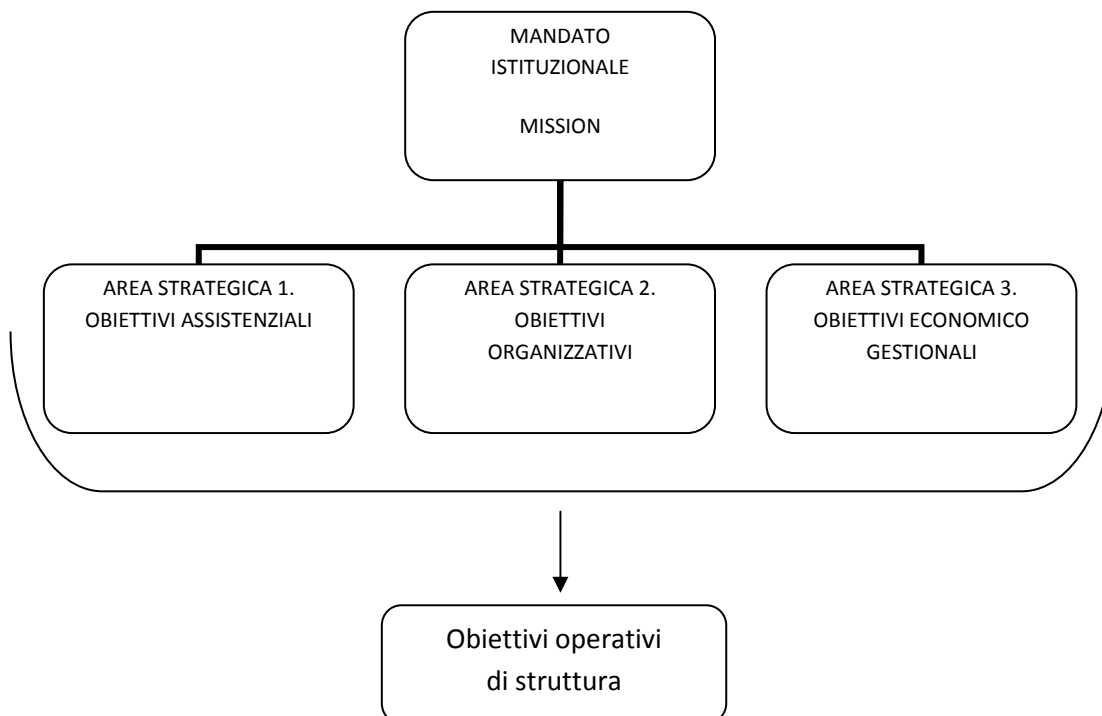 MANDATO
ISTITUZIONALE
MISSION
AREA STRATEGICA 1.
OBIETTIVI ASSISTENZIALI
AREA STRATEGICA 2.
OBIETTIVI
ORGANIZZATIVI
AREA STRATEGICA 3.
OBIETTIVI ECONOMICO
GESTIONALI
Obiettivi operativi
di struttura